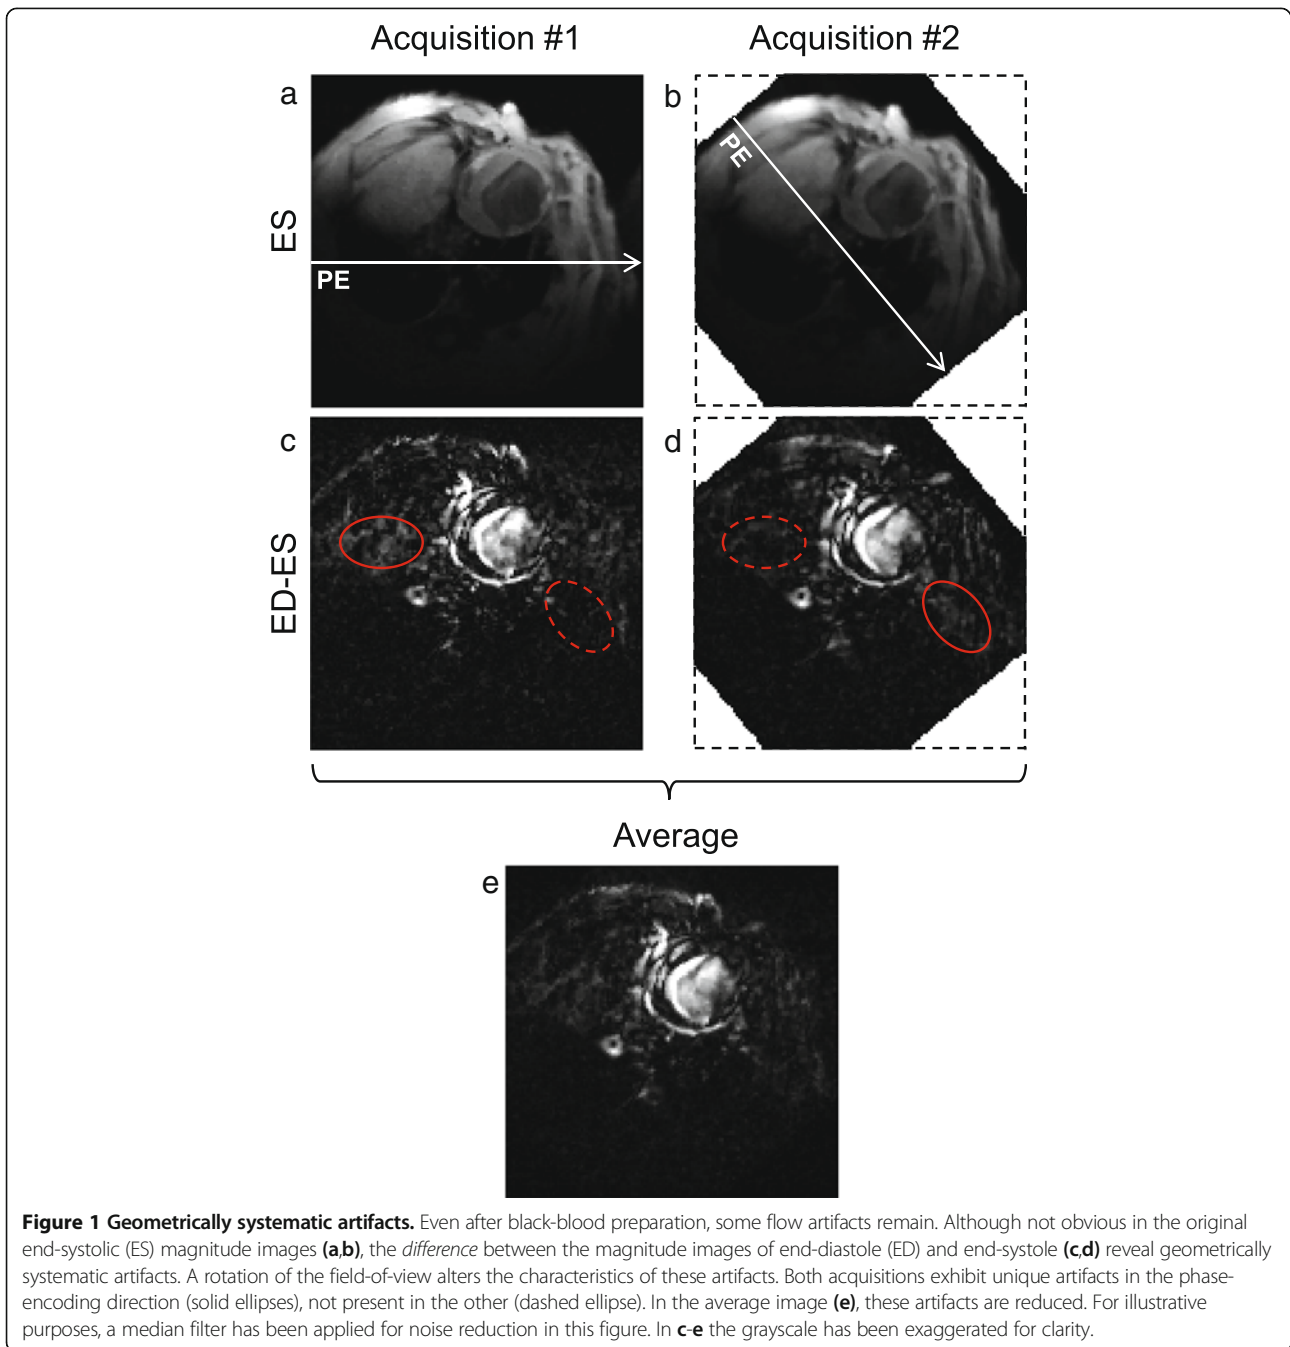 Acquisition #1
Acquisition #2
a
b
PE
PE
ES
c
d
ED-ES
Average
e
Figure 1 Geometrically systematic artifacts. Even after black-blood preparation, some flow artifacts remain. Although not obvious in the original
end-systolic (ES) magnitude images (a,b), the difference between the magnitude images of end-diastole (ED) and end-systole (c,d) reveal geometrically
systematic artifacts. A rotation of the field-of-view alters the characteristics of these artifacts. Both acquisitions exhibit unique artifacts in the phase-
encoding direction (solid ellipses), not present in the other (dashed ellipse). In the average image (e), these artifacts are reduced. For illustrative
purposes, a median filter has been applied for noise reduction in this figure. In c-e the grayscale has been exaggerated for clarity.